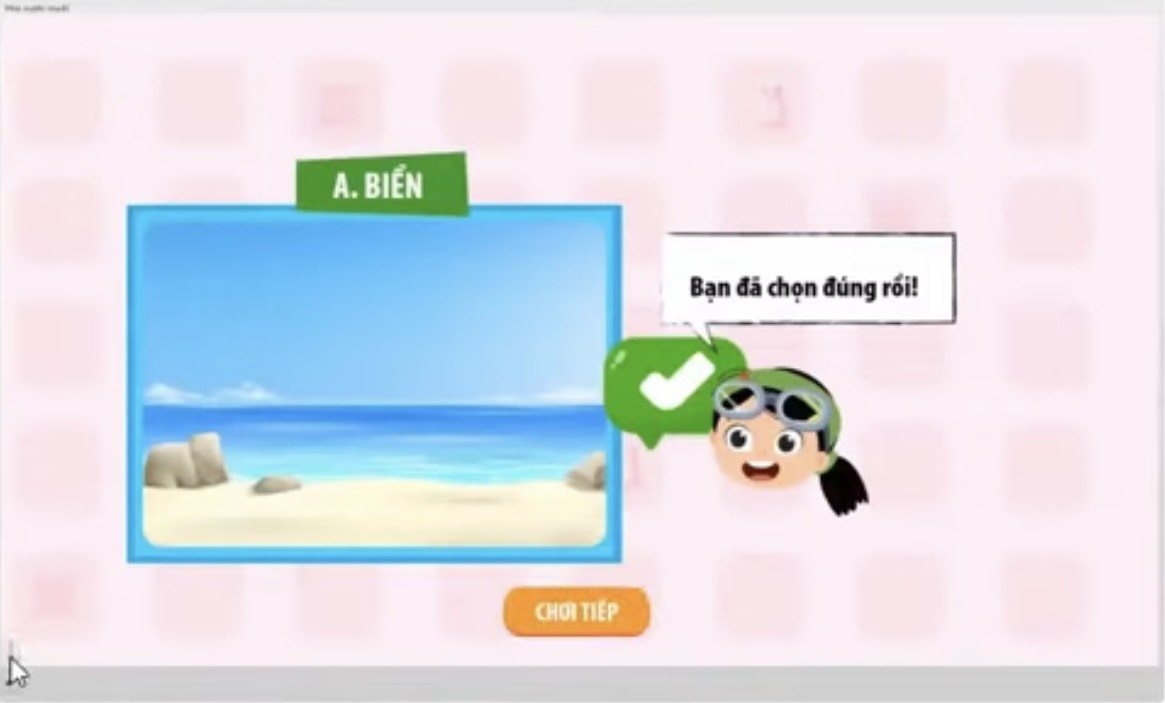 A. BIỂN
Bạn đã chọn đúng rồi!
CHƠI TIẾP